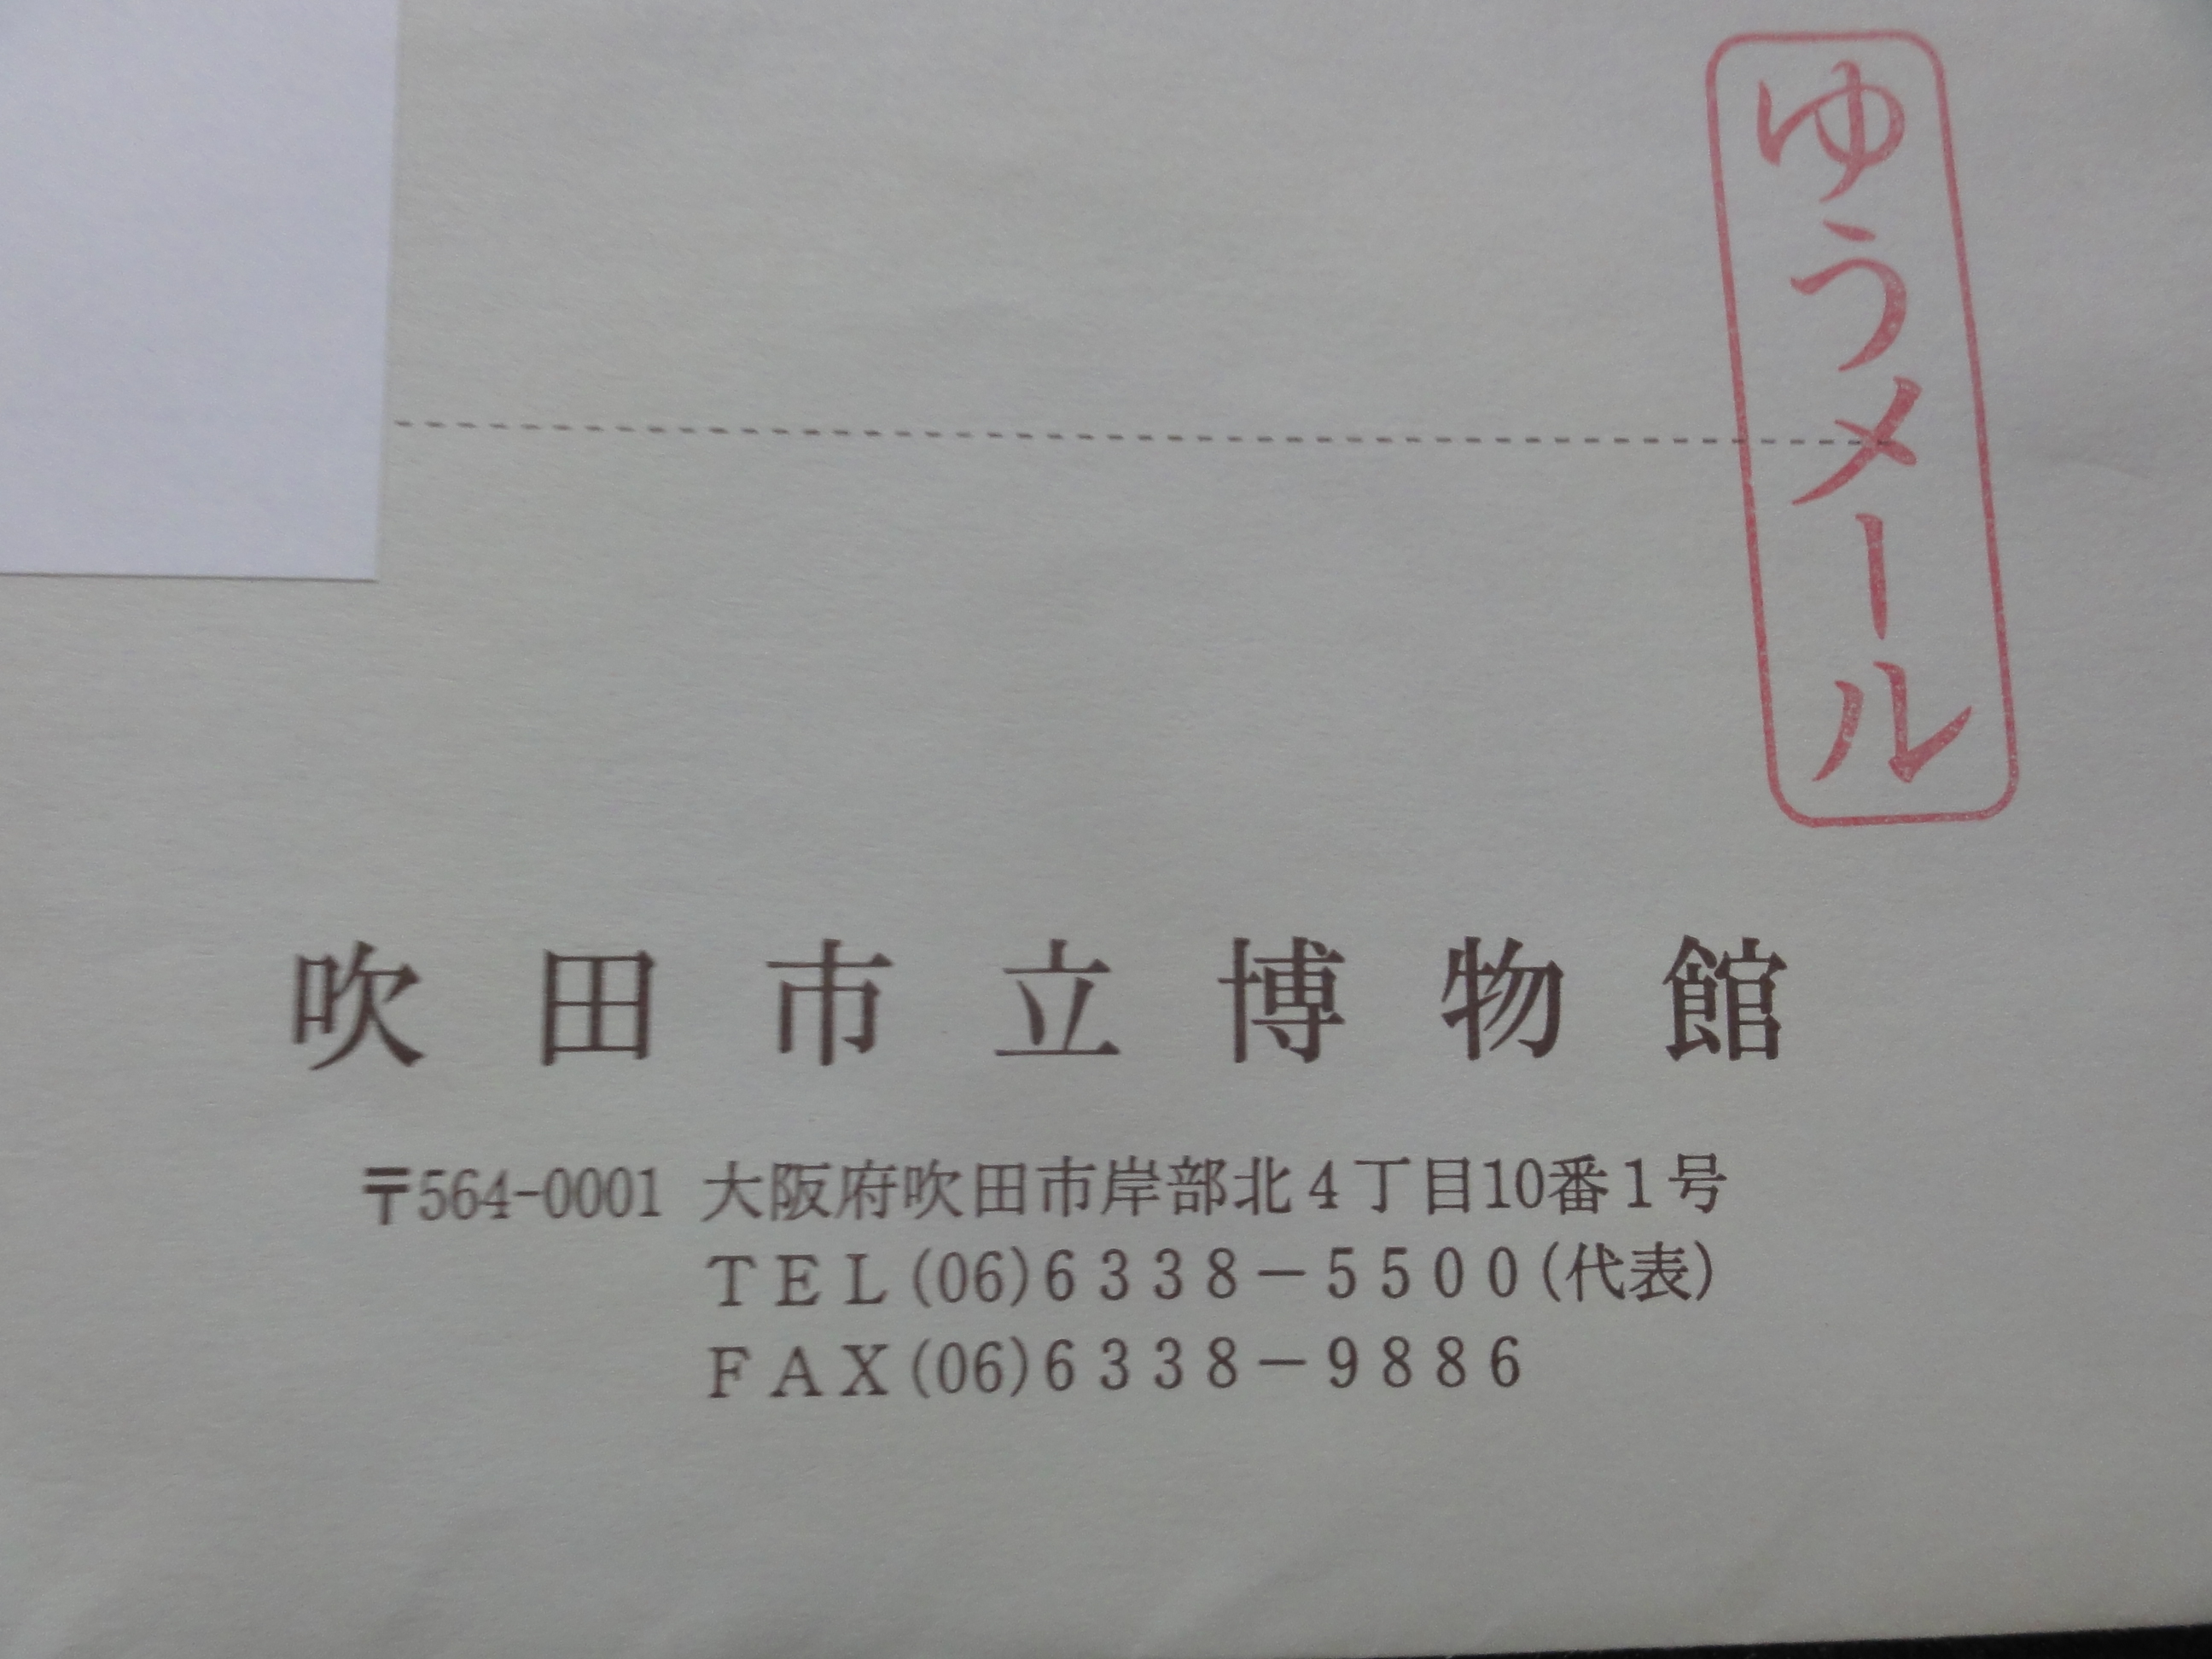 ゆうメール
吹田市立博物館
〒564-0001 大阪府吹田市岸部北4丁目10番1号
TEL(06)6338－5500(代表)
FAX(06)6338－9886